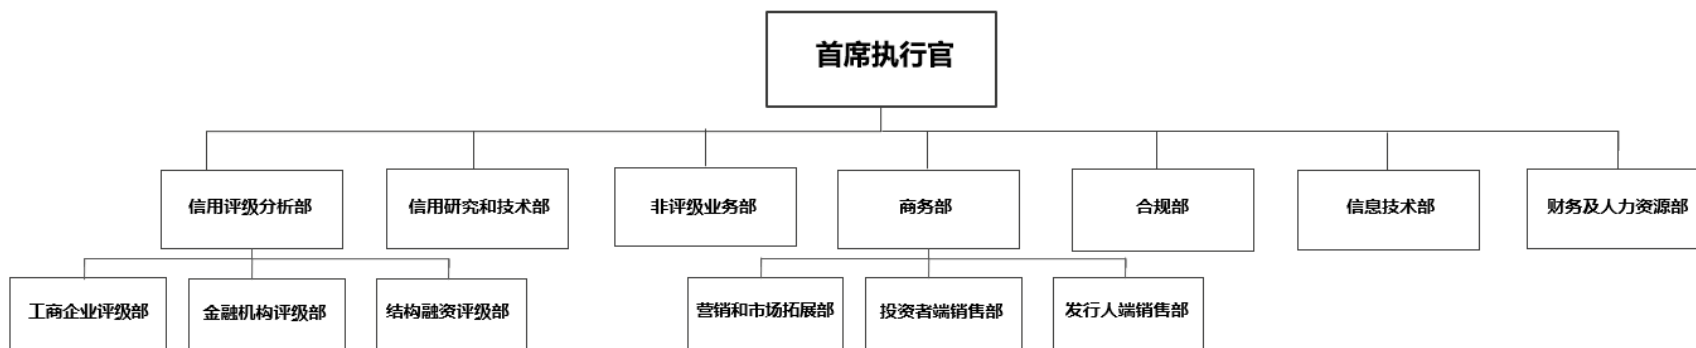 首席执行官
信用评级分析部
信用研究和技术部
非评级业务部
商务部
合规部
信息技术部
财务及人力资源部
工商企业评级部
金融机构评级部
结构融资评级部
营销和市场拓展部
投资者端销售部
发行人端销售部